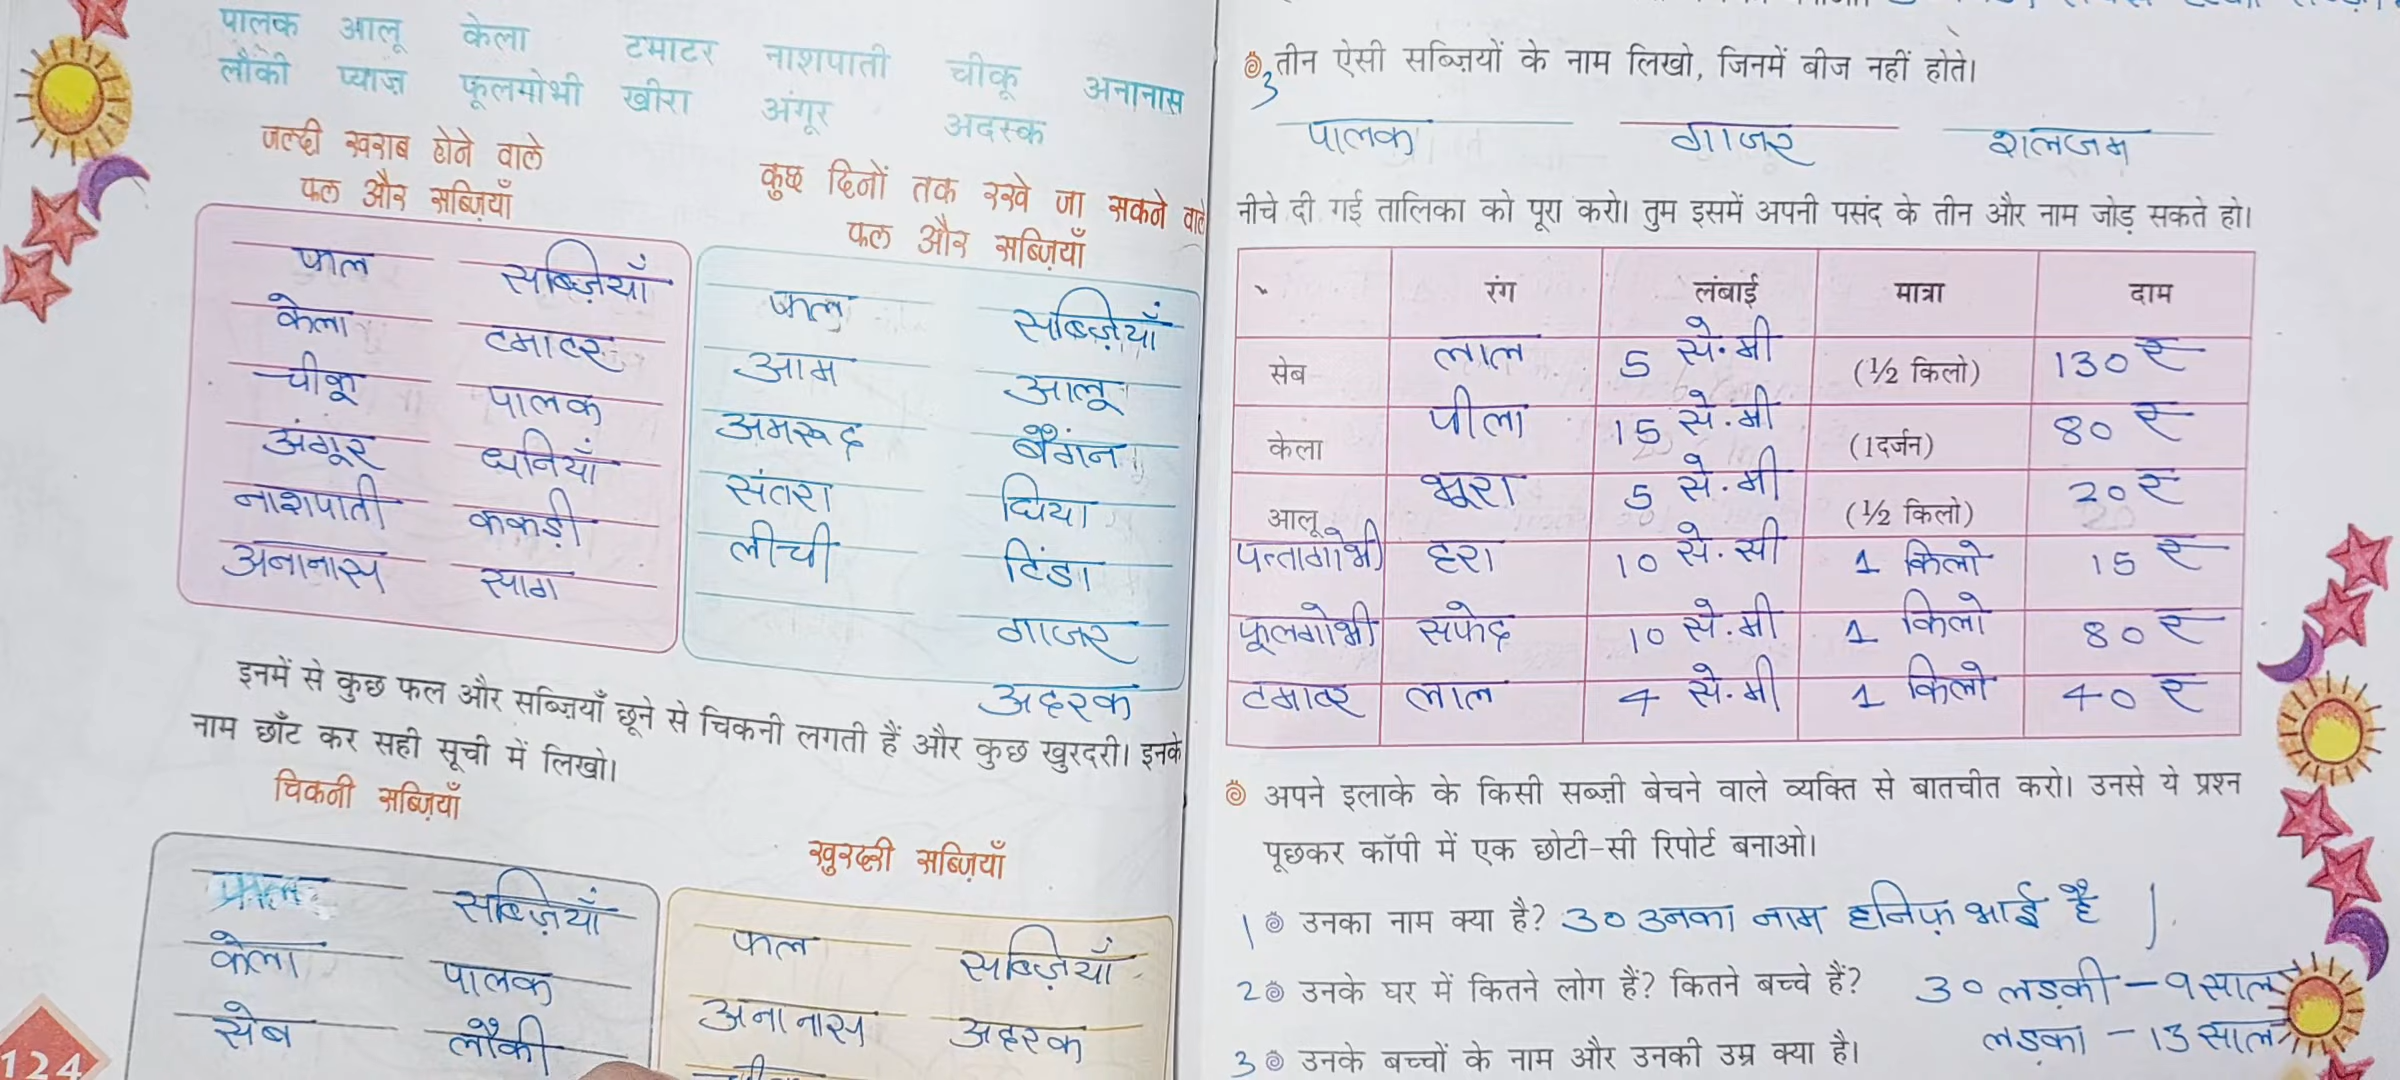 पालक आलू केला टमाटर नाशपाती चीकू अनानास
लौकी प्याज़ फूलगोभी खीरा अंगूर अदरक
जल्दी खराब होने वाले
फल और सब्ज़ियाँ
फल सब्ज़ियाँ
केला टमाटर
चीकू पालक
अंगूर धनियाँ
नाशपाती ककड़ी
अनानास साग
कुछ दिनों तक रखे जा सकने वाले
फल और सब्ज़ियाँ
फल सब्ज़ियाँ
आम आलू
अमरूद बैंगन
संतरा घिया
लीची टिंडा
गाजर
अदरक
इनमें से कुछ फल और सब्ज़ियाँ छूने से चिकनी लगती हैं और कुछ खुरदरी। इनके
नाम छाँट कर सही सूची में लिखो।
चिकनी सब्ज़ियाँ
फल सब्ज़ियाँ
केला पालक
सेब लौकी
खुरदरी सब्ज़ियाँ
फल सब्ज़ियाँ
अनानास अदरक
124
3 तीन ऐसी सब्ज़ियों के नाम लिखो, जिनमें बीज नहीं होते।
पालक गाजर शलजम
नीचे दी गई तालिका को पूरा करो। तुम इसमें अपनी पसंद के तीन और नाम जोड़ सकते हो।
रंग लंबाई मात्रा दाम
सेब लाल 5 से.मी (1/2 किलो) 130 रु
केला पीला 15 से.मी (1दर्जन) 80 रु
आलू भूरा 5 से.मी (1/2 किलो) 20 रु
पत्तागोभी हरा 10 से.मी 1 किलो 15 रु
फूलगोभी सफेद 10 से.मी 1 किलो 80 रु
टमाटर लाल 4 से.मी 1 किलो 40 रु
अपने इलाके के किसी सब्ज़ी बेचने वाले व्यक्ति से बातचीत करो। उनसे ये प्रश्न
पूछकर कॉपी में एक छोटी-सी रिपोर्ट बनाओ।
1 उनका नाम क्या है? उ० उनका नाम हनिफ़ भाई है।
2 उनके घर में कितने लोग हैं? कितने बच्चे हैं? उ० लड़की - 9 साल
लड़का - 13 साल
3 उनके बच्चों के नाम और उनकी उम्र क्या है।